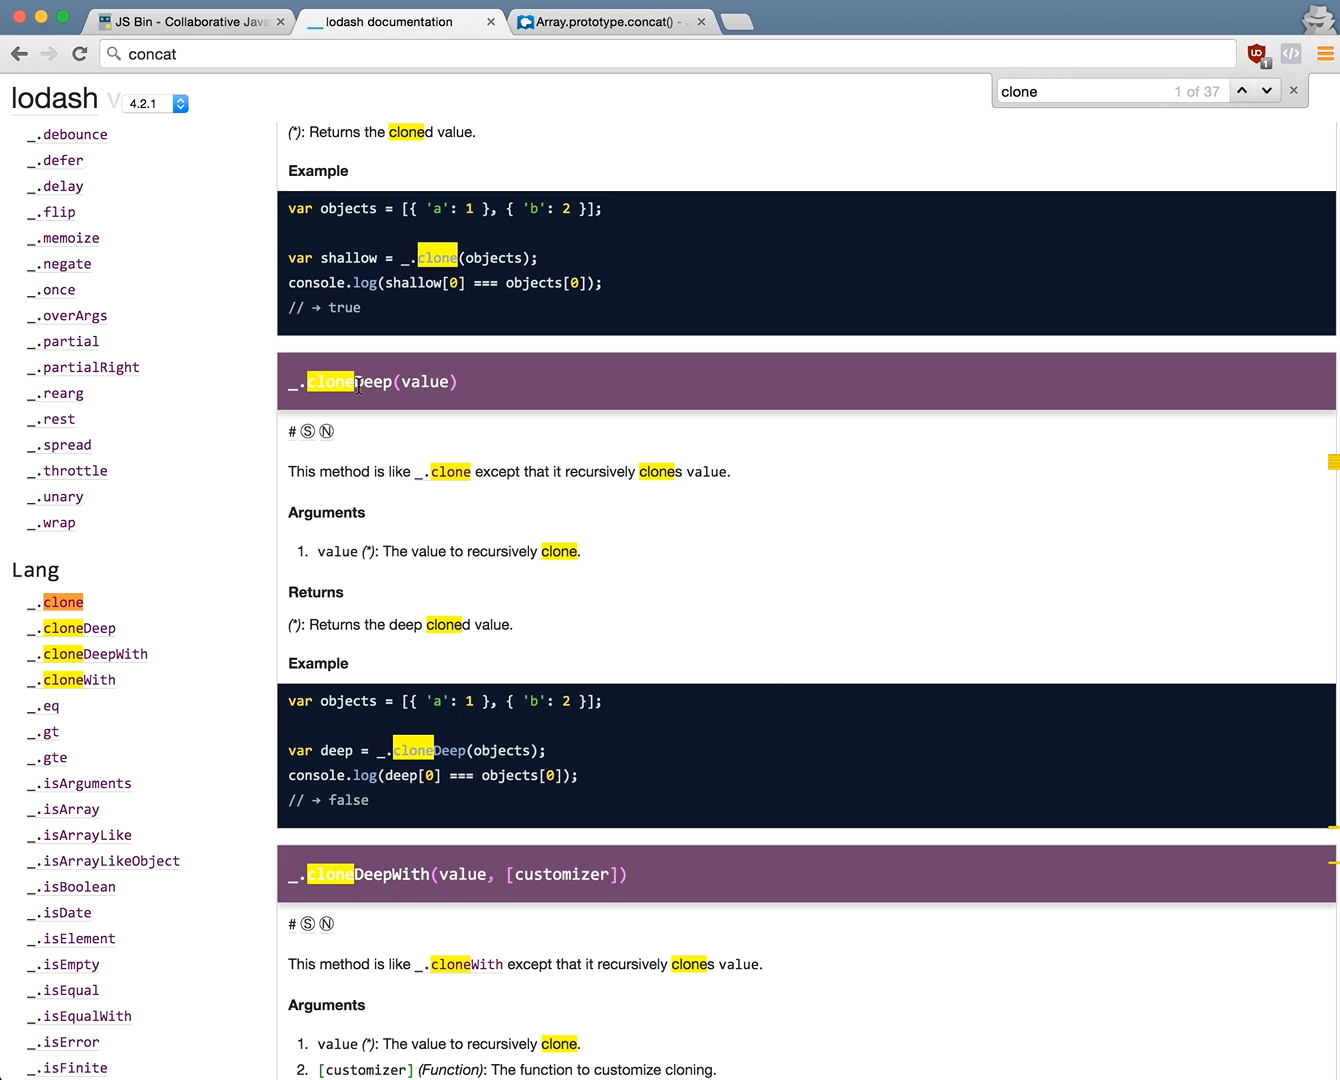 JS Bin - Collaborative Java
lodash documentation
Array.prototype.concat() -
concat
1
lodash
4.2.1
clone
1 of 37
_.debounce
_.defer
_.delay
_.flip
_.memoize
_.negate
_.once
_.overArgs
_.partial
_.partialRight
_.rearg
_.rest
_.spread
_.throttle
_.unary
_.wrap
Lang
_.clone
_.cloneDeep
_.cloneDeepWith
_.cloneWith
_.eq
_.gt
_.gte
_.isArguments
_.isArray
_.isArrayLike
_.isArrayLikeObject
_.isBoolean
_.isDate
_.isElement
_.isEmpty
_.isEqual
_.isEqualWith
_.isError
_.isFinite
(*): Returns the cloned value.
Example
var objects = [{ 'a': 1 }, { 'b': 2 }];
var shallow = _.clone(objects);
console.log(shallow[0] === objects[0]);
// → true
_.cloneDeep(value)
# Ⓢ Ⓝ
This method is like _.clone except that it recursively clones value.
Arguments
1. value (*): The value to recursively clone.
Returns
(*): Returns the deep cloned value.
Example
var objects = [{ 'a': 1 }, { 'b': 2 }];
var deep = _.cloneDeep(objects);
console.log(deep[0] === objects[0]);
// → false
_.cloneDeepWith(value, [customizer])
# Ⓢ Ⓝ
This method is like _.cloneWith except that it recursively clones value.
Arguments
1. value (*): The value to recursively clone.
2. [customizer] (Function): The function to customize cloning.